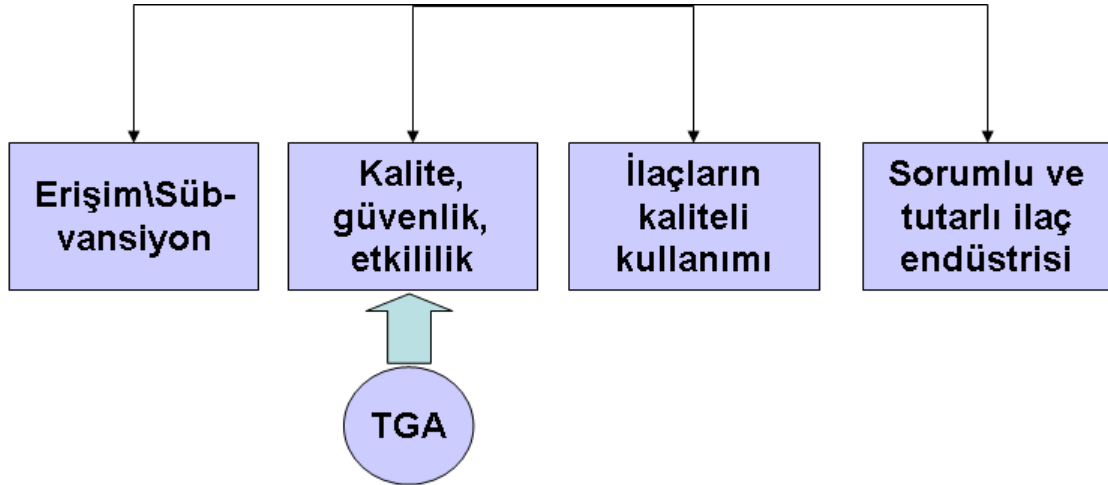 Erişim\Süb-
vansiyon
Kalite,
güvenlik,
etkililik
İlaçların
kaliteli
kullanımı
Sorumlu ve
tutarlı ilaç
endüstrisi
TGA